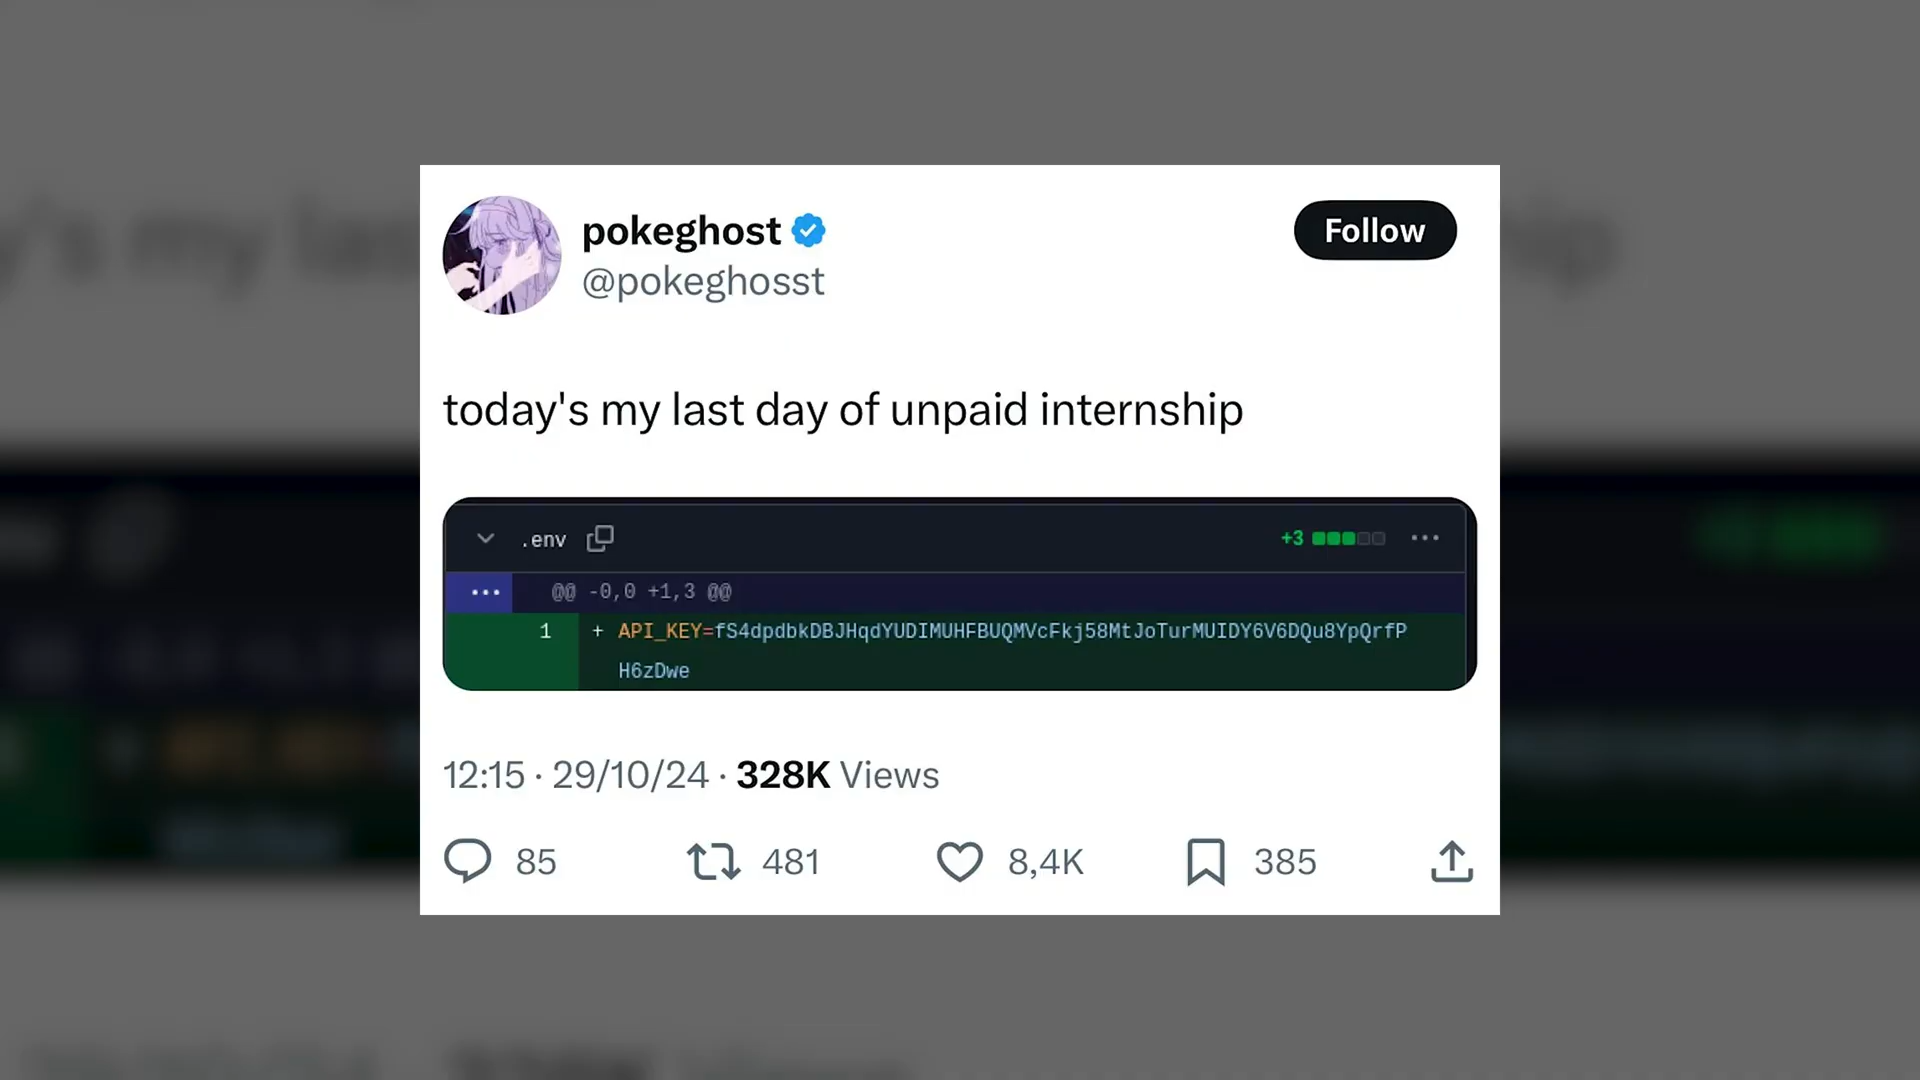 pokeghost
Follow
@pokeghosst
today's my last day of unpaid internship
.env
+3
@@ -0,0 +1,3 @@
1 + API_KEY=fS4dpdbkDBJHqdYUDIMUHFBUQMVcFkj58MtJoTurMUIDY6V6DQu8YpQrfP
H6zDwe
12:15 · 29/10/24 · 328K Views
85 481 8,4K 385